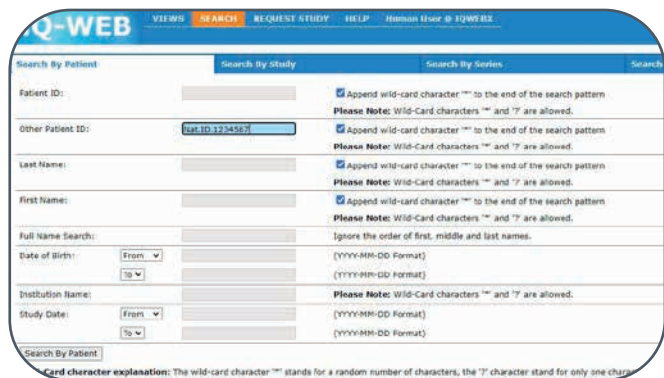 IQ-WEB VIEWS SEARCH REQUEST STUDY HELP Human User @ IQWEBX
Search By Patient Search By Study Search By Series Search
Patient ID: Append wild-card character "*" to the end of the search pattern
Please Note: Wild-Card characters '*' and '?' are allowed.
Other Patient ID: Nat.ID.1234567 Append wild-card character "*" to the end of the search pattern
Please Note: Wild-Card characters '*' and '?' are allowed.
Last Name: Append wild-card character "*" to the end of the search pattern
Please Note: Wild-Card characters '*' and '?' are allowed.
First Name: Append wild-card character "*" to the end of the search pattern
Please Note: Wild-Card characters '*' and '?' are allowed.
Full Name Search: Ignore the order of first, middle and last names.
Date of Birth: From (YYYY-MM-DD Format)
To (YYYY-MM-DD Format)
Institution Name: Please Note: Wild-Card characters '*' and '?' are allowed.
Study Date: From (YYYY-MM-DD Format)
To (YYYY-MM-DD Format)
Search By Patient
Card character explanation: The wild-card character '*' stands for a random number of characters, the '?' character stand for only one